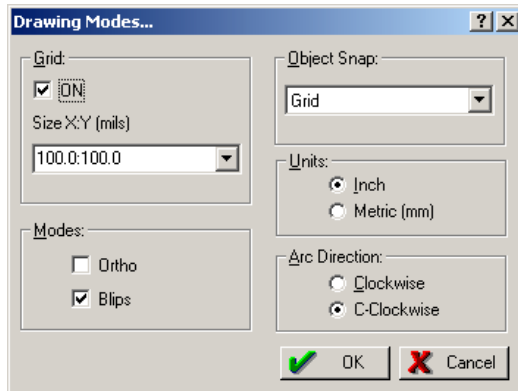 Drawing Modes...
Grid:
ON
Size X:Y (mils)
100.0:100.0
Modes:
Ortho
Blips
Object Snap:
Grid
Units:
Inch
Metric (mm)
Arc Direction:
Clockwise
C-Clockwise
OK
Cancel